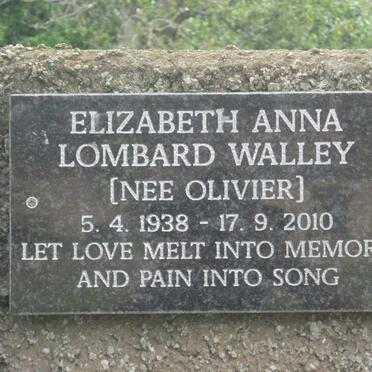 ELIZABETH ANNA
LOMBARD WALLEY
[NEE OLIVIER]
5. 4. 1938 - 17. 9. 2010
LET LOVE MELT INTO MEMOR
AND PAIN INTO SONG